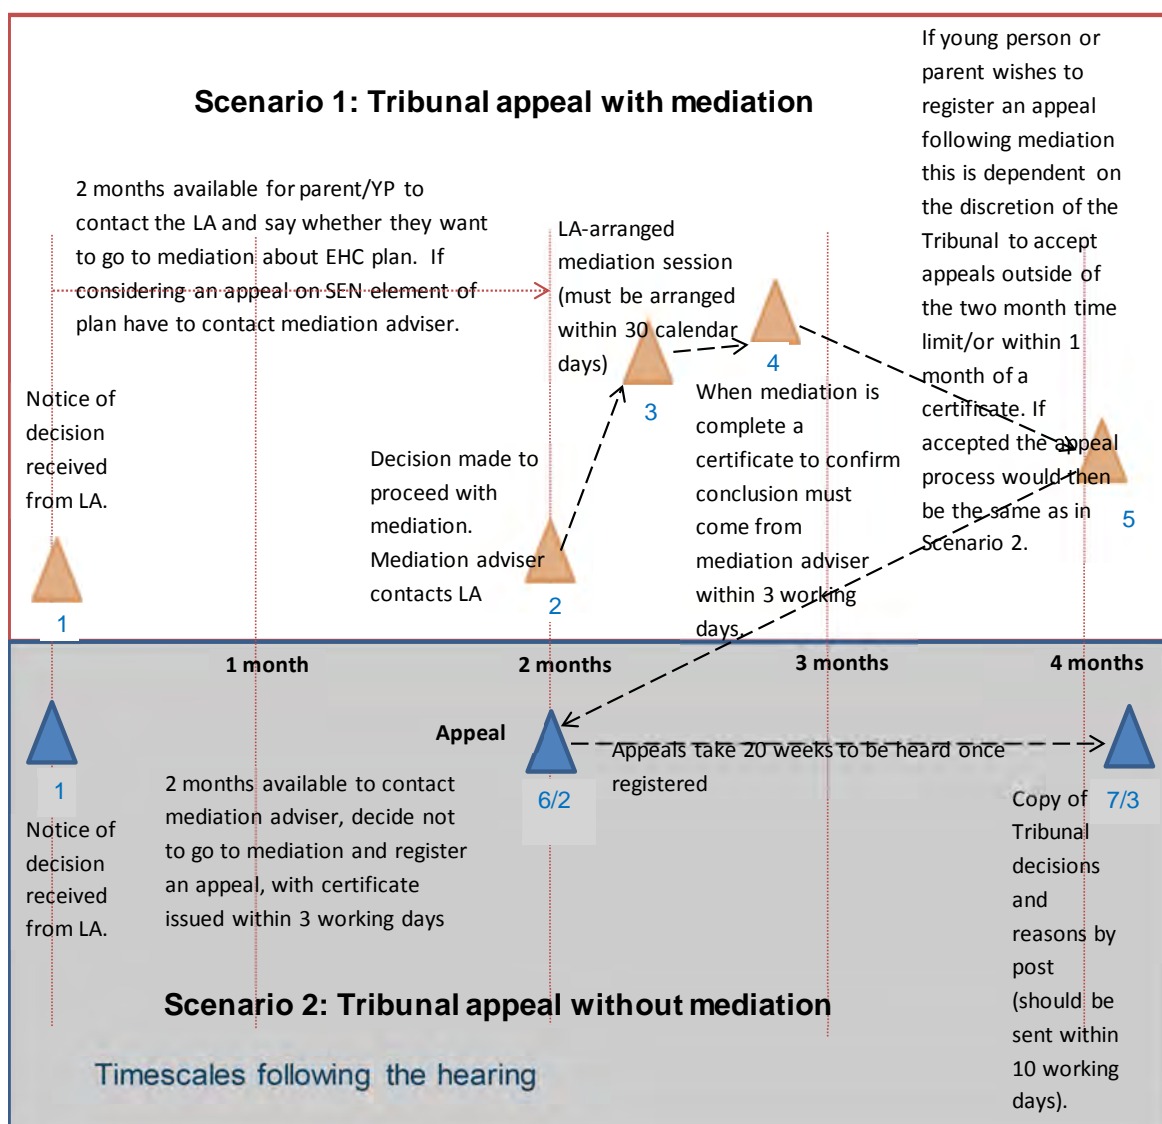 Scenario 1: Tribunal appeal with mediation
2 months available for parent/YP to
contact the LA and say whether they want
to go to mediation about EHC plan. If
considering an appeal on SEN element of
plan have to contact mediation adviser.
Notice of
decision
received
from LA.
1
Decision made to
proceed with
mediation.
Mediation adviser
contacts LA
2
LA-arranged
mediation session
(must be arranged
within 30 calendar
days)
3
4
When mediation is
complete a
certificate to confirm
conclusion must
come from
mediation adviser
within 3 working
days.
If young person or
parent wishes to
register an appeal
following mediation
this is dependent on
the discretion of the
Tribunal to accept
appeals outside of
the two month time
limit/or within 1
month of a
certificate. If
accepted the appeal
process would then
be the same as in
Scenario 2.
5
1 month
2 months
3 months
4 months
1
Notice of
decision
received
from LA.
2 months available to contact
mediation adviser, decide not
to go to mediation and register
an appeal, with certificate
issued within 3 working days
Appeal
6/2
Appeals take 20 weeks to be heard once
registered
7/3
Copy of
Tribunal
decisions
and
reasons by
post
(should be
sent within
10 working
days).
Scenario 2: Tribunal appeal without mediation
Timescales following the hearing